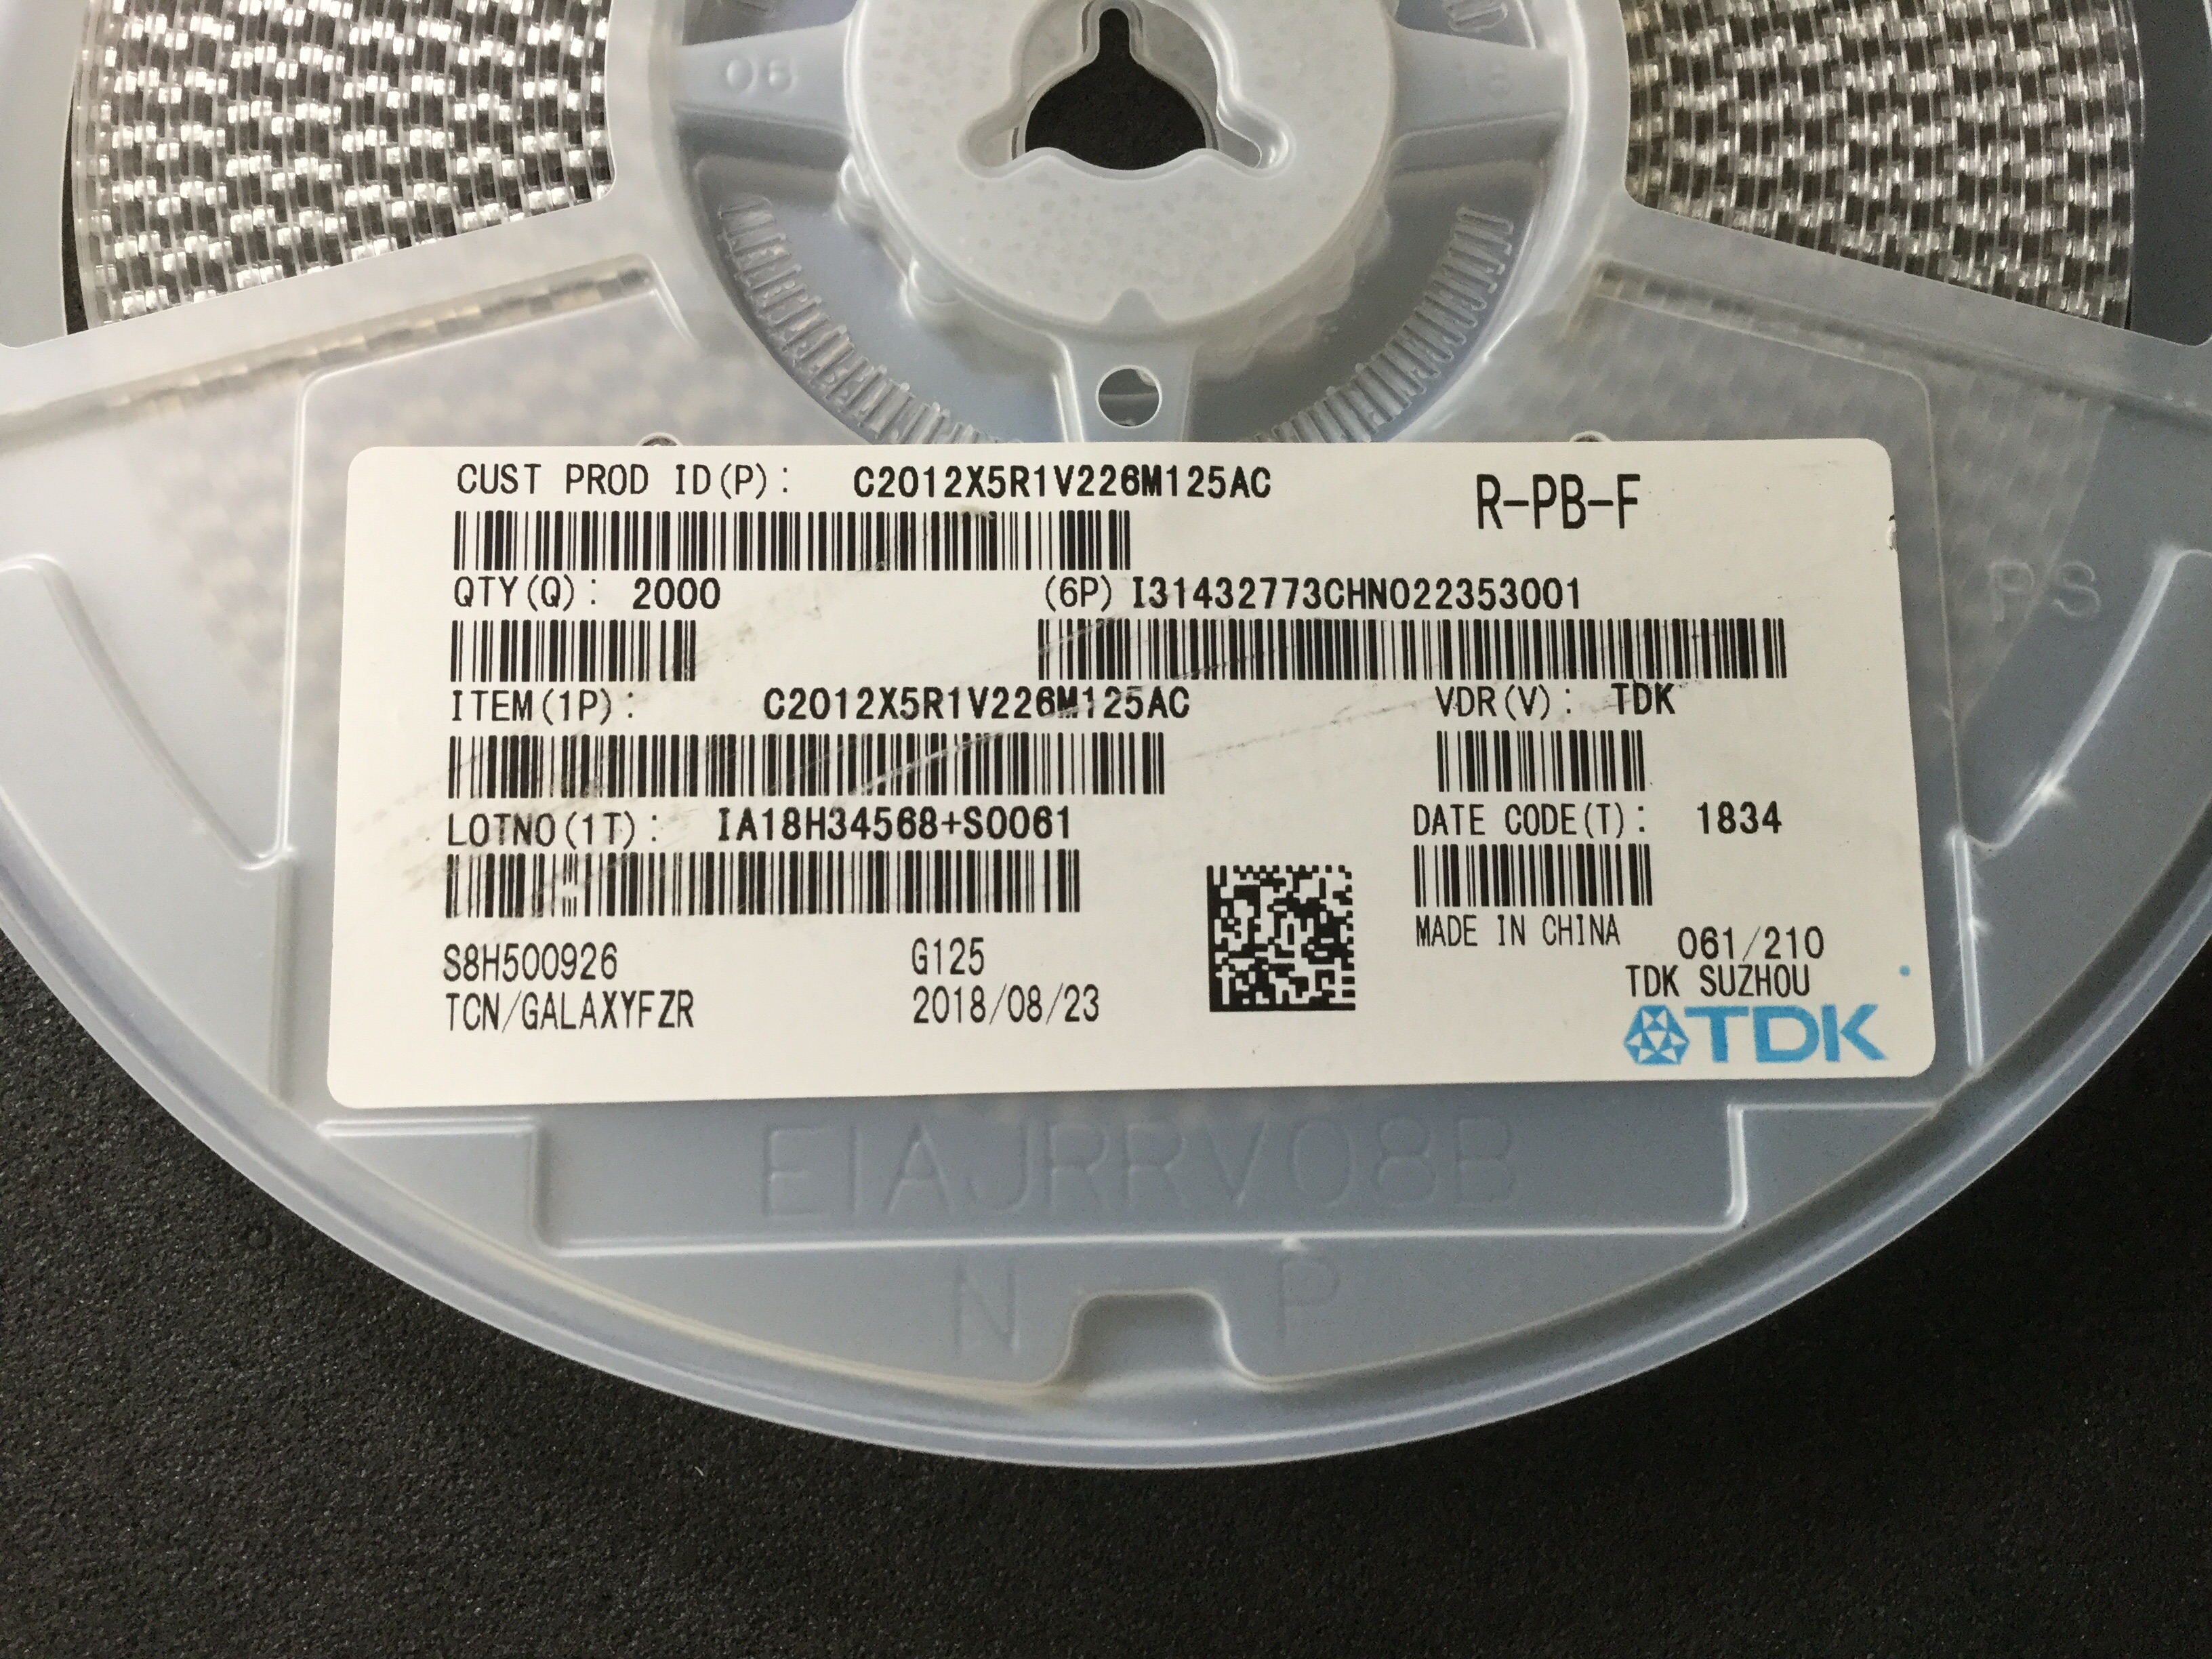 06
18
CUST PROD ID(P): C2012X5R1V226M125AC
R-PB-F
QTY(Q): 2000
(6P) I31432773CHN022353001
ITEM(1P): C2012X5R1V226M125AC
VDR(V): TDK
LOTNO(1T): IA18H34568+S0061
DATE CODE(T): 1834
MADE IN CHINA
061/210
S8H500926
G125
TDK SUZHOU
TCN/GALAXYFZR
2018/08/23
TDK
PS
EIAJRRV08B
N P